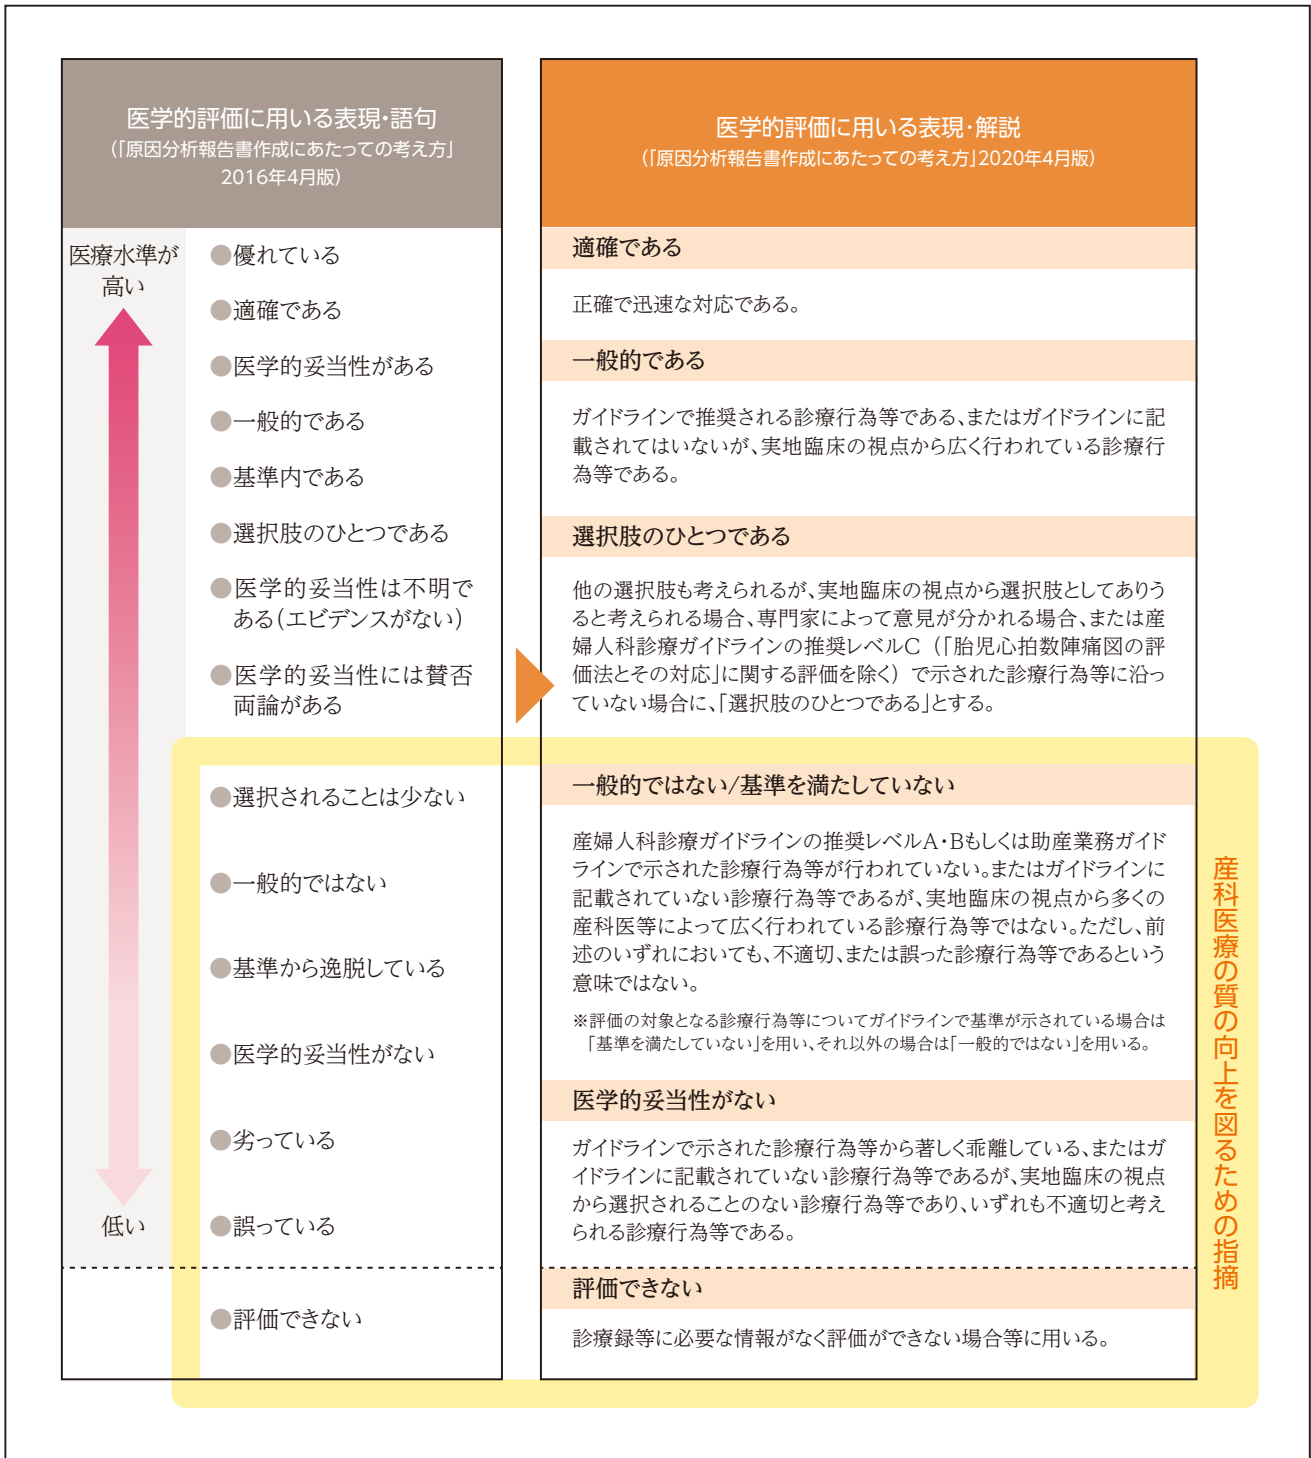 医学的評価に用いる表現・語句
(「原因分析報告書作成にあたっての考え方」
2016年4月版)
医療水準が
高い
低い
●優れている
●適確である
●医学的妥当性がある
●一般的である
●基準内である
●選択肢のひとつである
●医学的妥当性は不明で
ある(エビデンスがない)
●医学的妥当性には賛否
両論がある
●選択されることは少ない
●一般的ではない
●基準から逸脱している
●医学的妥当性がない
●劣っている
●誤っている
●評価できない
医学的評価に用いる表現・解説
(「原因分析報告書作成にあたっての考え方」2020年4月版)
適確である
正確で迅速な対応である。
一般的である
ガイドラインで推奨される診療行為等である、またはガイドラインに記
載されてはいないが、実地臨床の視点から広く行われている診療行
為等である。
選択肢のひとつである
他の選択肢も考えられるが、実地臨床の視点から選択肢としてありう
ると考えられる場合、専門家によって意見が分かれる場合、または産
婦人科診療ガイドラインの推奨レベルC(「胎児心拍数陣痛図の評
価法とその対応」に関する評価を除く)で示された診療行為等に沿っ
ていない場合に、「選択肢のひとつである」とする。
一般的ではない/基準を満たしていない
産婦人科診療ガイドラインの推奨レベルA・Bもしくは助産業務ガイド
ラインで示された診療行為等が行われていない。またはガイドラインに
記載されていない診療行為等であるが、実地臨床の視点から多くの
産科医等によって広く行われている診療行為等ではない。ただし、前
述のいずれにおいても、不適切、または誤った診療行為等であるという
意味ではない。
※評価の対象となる診療行為等についてガイドラインで基準が示されている場合は
「基準を満たしていない」を用い、それ以外の場合は「一般的ではない」を用いる。
医学的妥当性がない
ガイドラインで示された診療行為等から著しく乖離している、またはガ
イドラインに記載されていない診療行為等であるが、実地臨床の視点
から選択されることのない診療行為等であり、いずれも不適切と考え
られる診療行為等である。
評価できない
診療録等に必要な情報がなく評価ができない場合等に用いる。
産科医療の質の向上を図るための指摘